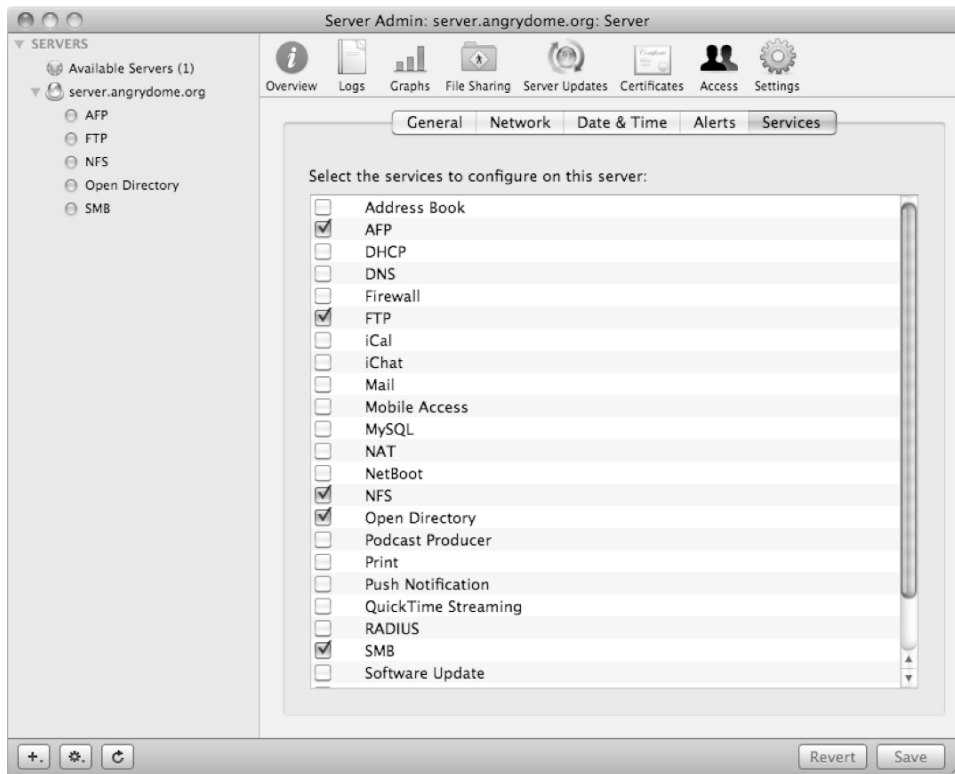 Server Admin: server.angrydome.org: Server
SERVERS
Available Servers (1)
server.angrydome.org
AFP
FTP
NFS
Open Directory
SMB
Overview Logs Graphs File Sharing Server Updates Certificates Access Settings
General Network Date & Time Alerts Services
Select the services to configure on this server:
Address Book
AFP
DHCP
DNS
Firewall
FTP
iCal
iChat
Mail
Mobile Access
MySQL
NAT
NetBoot
NFS
Open Directory
Podcast Producer
Print
Push Notification
QuickTime Streaming
RADIUS
SMB
Software Update
Revert Save